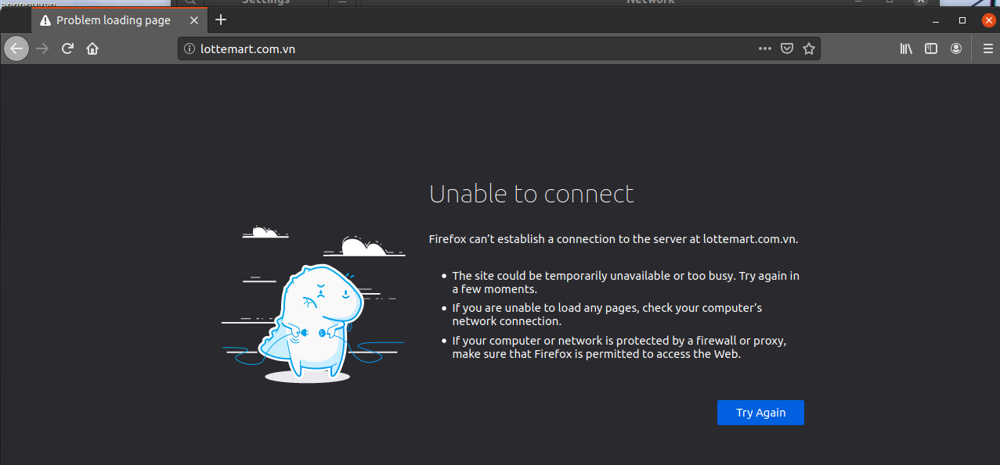 Settings
Network
Problem loading page
lottemart.com.vn
Unable to connect
Firefox can’t establish a connection to the server at lottemart.com.vn.
• The site could be temporarily unavailable or too busy. Try again in
a few moments.
• If you are unable to load any pages, check your computer’s
network connection.
• If your computer or network is protected by a firewall or proxy,
make sure that Firefox is permitted to access the Web.
Try Again